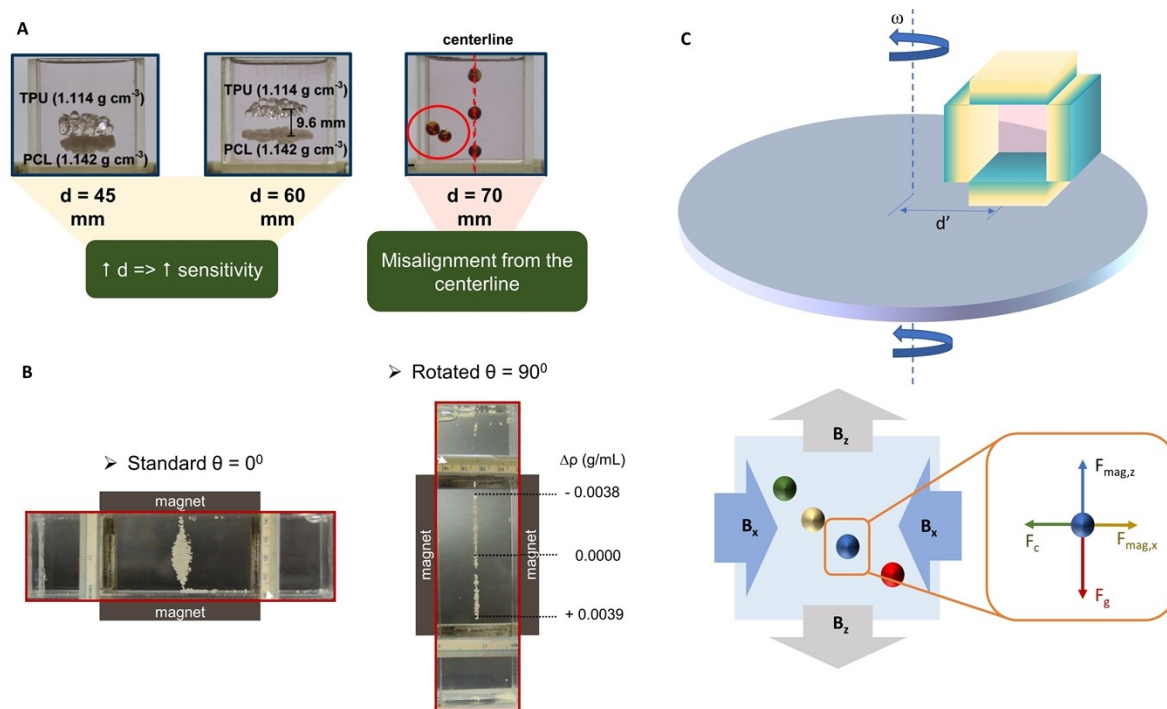 A
centerline
TPU (1.114 g cm⁻³)
PCL (1.142 g cm⁻³)
TPU (1.114 g cm⁻³)
9.6 mm
PCL (1.142 g cm⁻³)
d = 45
mm
d = 60
mm
d = 70
mm
↑ d => ↑ sensitivity
Misalignment from the
centerline
B
➢ Standard θ = 0⁰
magnet
magnet
➢ Rotated θ = 90⁰
magnet
magnet
Δρ (g/mL)
- 0.0038
0.0000
+ 0.0039
C
ω
d’
B_z
B_x
B_x
B_z
F_mag,z
F_c
F_mag,x
F_g